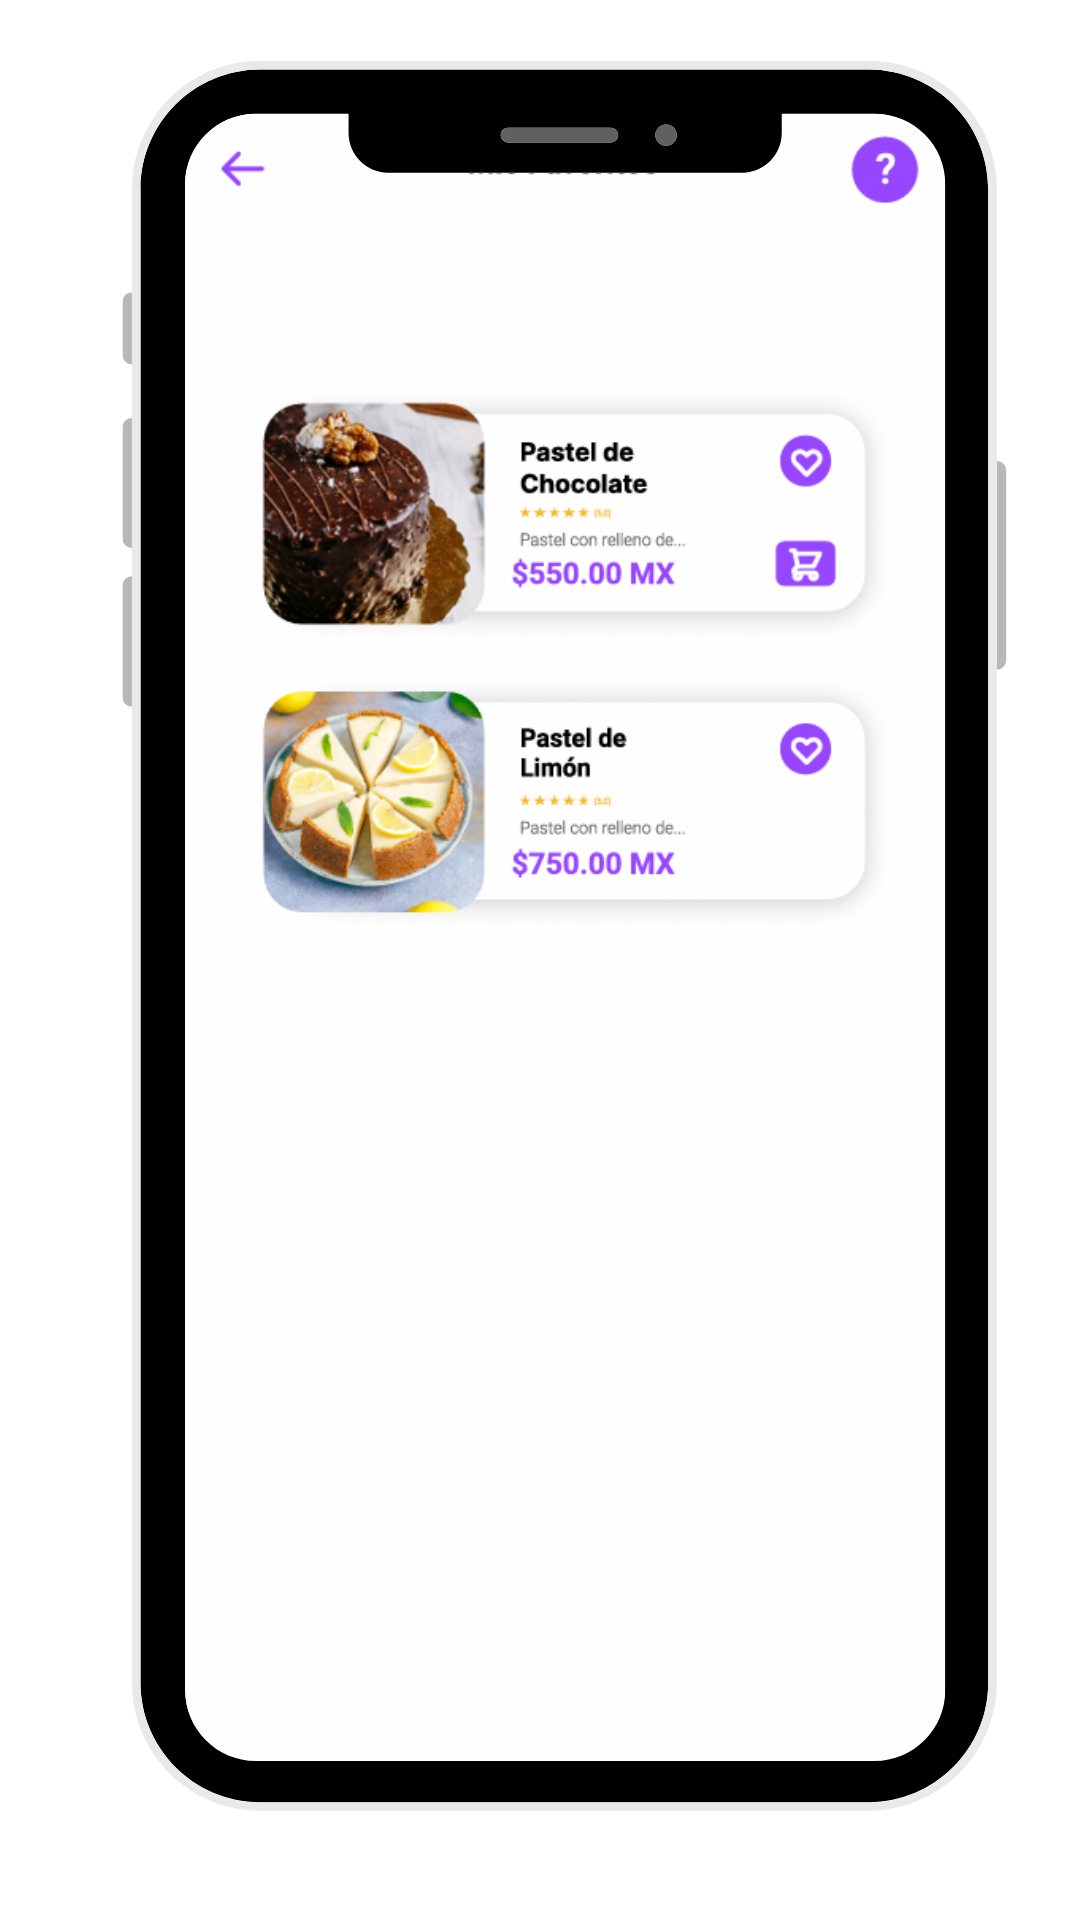 ?
Pastel de
Chocolate
★★★★★ (5.0)
Pastel con relleno de...
$550.00 MX
Pastel de
Limón
★★★★★ (5.0)
Pastel con relleno de...
$750.00 MX